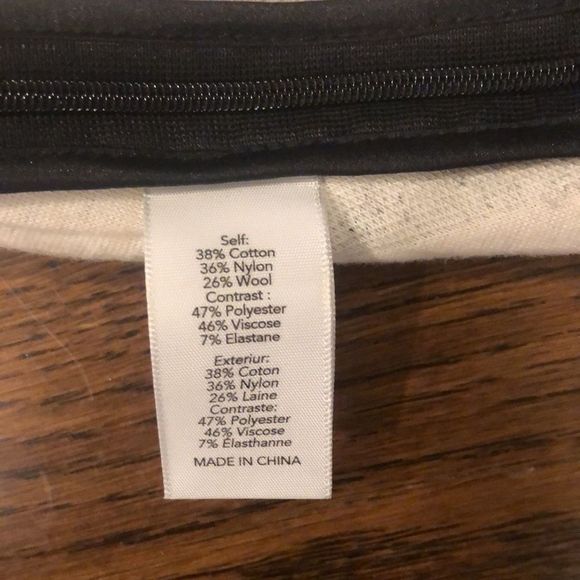 Self:
38% Cotton
36% Nylon
26% Wool
Contrast :
47% Polyester
46% Viscose
7% Elastane
Exteriur:
38% Coton
36% Nylon
26% Laine
Contraste:
47% Polyester
46% Viscose
7% Élasthanne
MADE IN CHINA